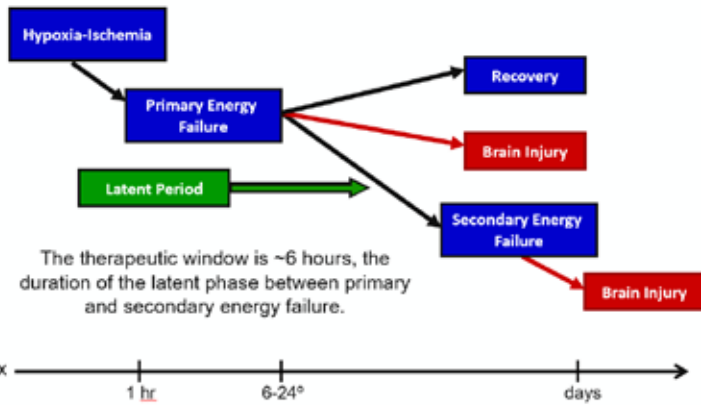 Hypoxia-Ischemia
Recovery
Primary Energy
Failure
Brain Injury
Latent Period
Secondary Energy
Failure
The therapeutic window is ~6 hours, the
duration of the latent phase between primary
and secondary energy failure.
Brain Injury
x
1 hr
6-24º
days